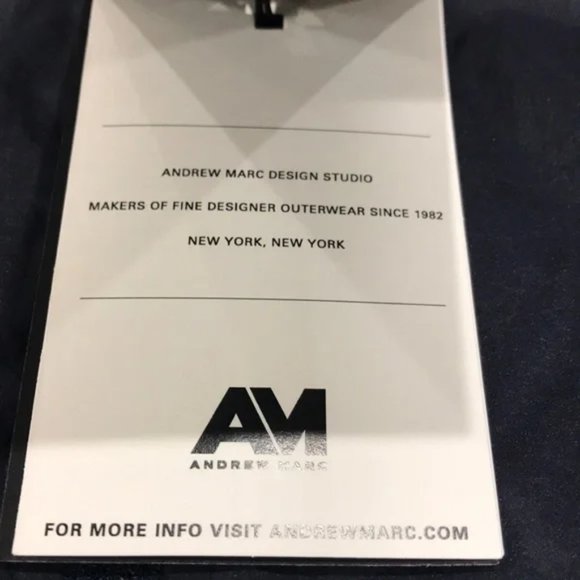 ANDREW MARC DESIGN STUDIO
MAKERS OF FINE DESIGNER OUTERWEAR SINCE 1982
NEW YORK, NEW YORK
AM
ANDREW MARC
FOR MORE INFO VISIT ANDREWMARC.COM